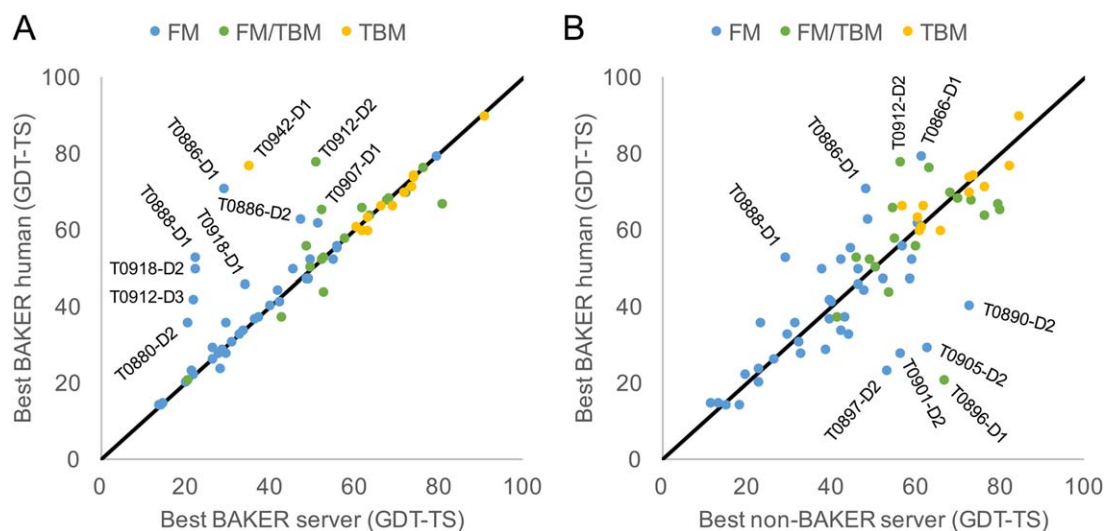 A
FM FM/TBM TBM
Best BAKER human (GDT-TS)
100
80
60
40
20
0
T0942-D1
T0912-D2
T0886-D1
T0907-D1
T0886-D2
T0888-D1
T0918-D1
T0918-D2
T0912-D3
T0880-D2
0 20 40 60 80 100
Best BAKER server (GDT-TS)
B
FM FM/TBM TBM
Best BAKER human (GDT-TS)
100
80
60
40
20
0
T0912-D2
T0866-D1
T0886-D1
T0888-D1
T0890-D2
T0905-D2
T0896-D1
T0901-D2
T0897-D2
0 20 40 60 80 100
Best non-BAKER server (GDT-TS)